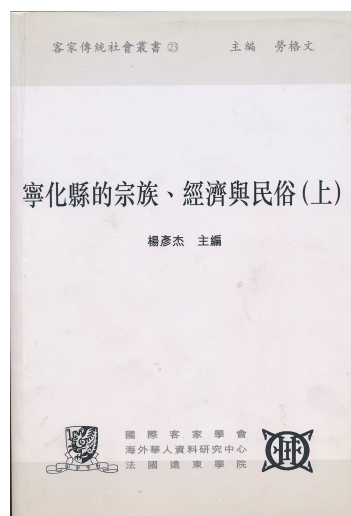 客家傳統社會叢書㉓ 主編 勞格文
寧化縣的宗族、經濟與民俗(上)
楊彥杰 主編
國際客家學會
海外華人資料研究中心
法國遠東學院